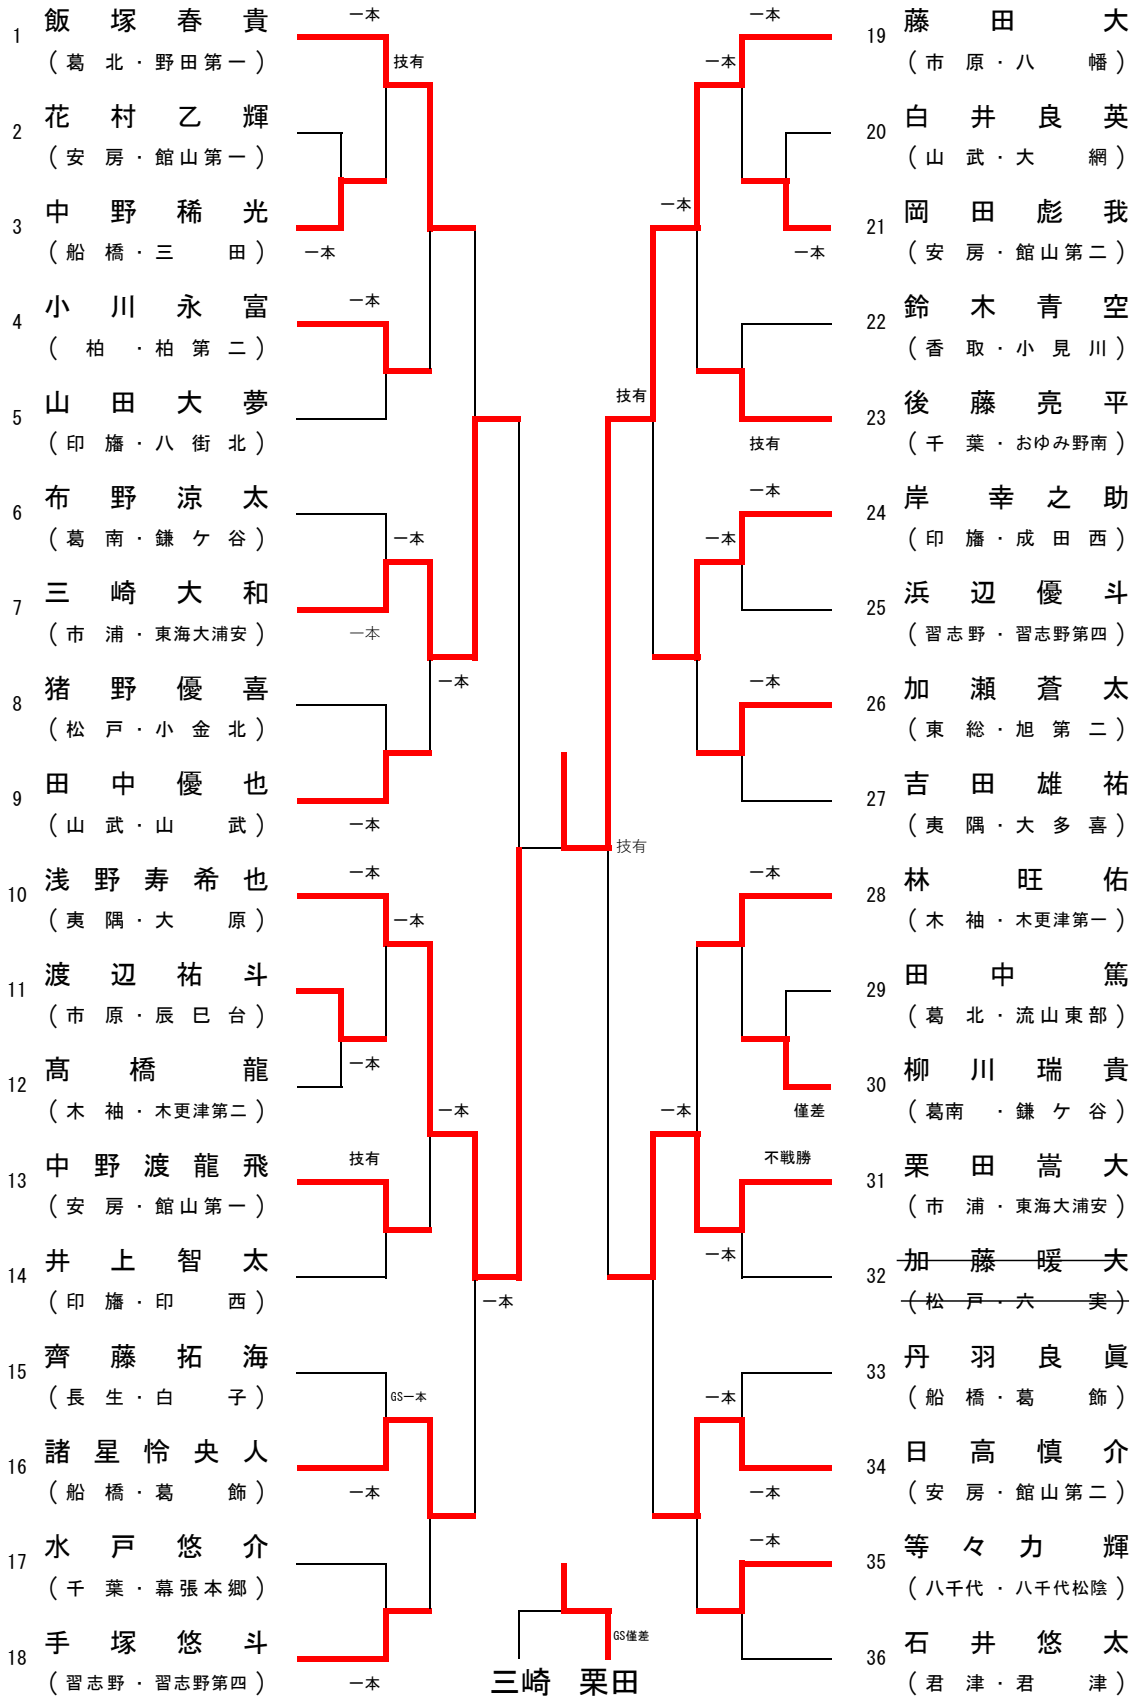 1 飯塚春貴 一本
(葛北・野田第一) 技有
2 花村乙輝
(安房・館山第一)
3 中野稀光
(船橋・三田) 一本
4 小川永富 一本
(柏・柏第二)
5 山田大夢
(印旛・八街北)
6 布野涼太
(葛南・鎌ケ谷) 一本
7 三崎大和
(市浦・東海大浦安) 一本
一本
8 猪野優喜
(松戸・小金北)
9 田中優也
(山武・山武) 一本
10 浅野寿希也 一本
(夷隅・大原) 一本
11 渡辺祐斗
(市原・辰巳台)
一本
12 髙橋龍
(木袖・木更津第二) 一本
13 中野渡龍飛 技有
(安房・館山第一)
14 井上智太
(印旛・印西) 一本
15 齊藤拓海
(長生・白子) GS一本
16 諸星怜央人
(船橋・葛飾) 一本
17 水戸悠介
(千葉・幕張本郷)
18 手塚悠斗
(習志野・習志野第四) 一本
一本 19 藤田大
一本 (市原・八幡)
20 白井良英
(山武・大網)
一本
21 岡田彪我
一本 (安房・館山第二)
22 鈴木青空
(香取・小見川)
技有
23 後藤亮平
技有 (千葉・おゆみ野南)
一本 24 岸幸之助
一本 (印旛・成田西)
25 浜辺優斗
(習志野・習志野第四)
一本 26 加瀬蒼太
(東総・旭第二)
27 吉田雄祐
(夷隅・大多喜)
技有
一本 28 林旺佑
(木袖・木更津第一)
29 田中篤
(葛北・流山東部)
30 柳川瑞貴
一本 僅差 (葛南・鎌ケ谷)
不戦勝 31 栗田嵩大
(市浦・東海大浦安)
一本
32 加藤暖大
(松戸・六実)
33 丹羽良眞
一本 (船橋・葛飾)
34 日高慎介
一本 (安房・館山第二)
一本 35 等々力輝
(八千代・八千代松陰)
GS僅差
36 石井悠太
(君津・君津)
三崎 栗田